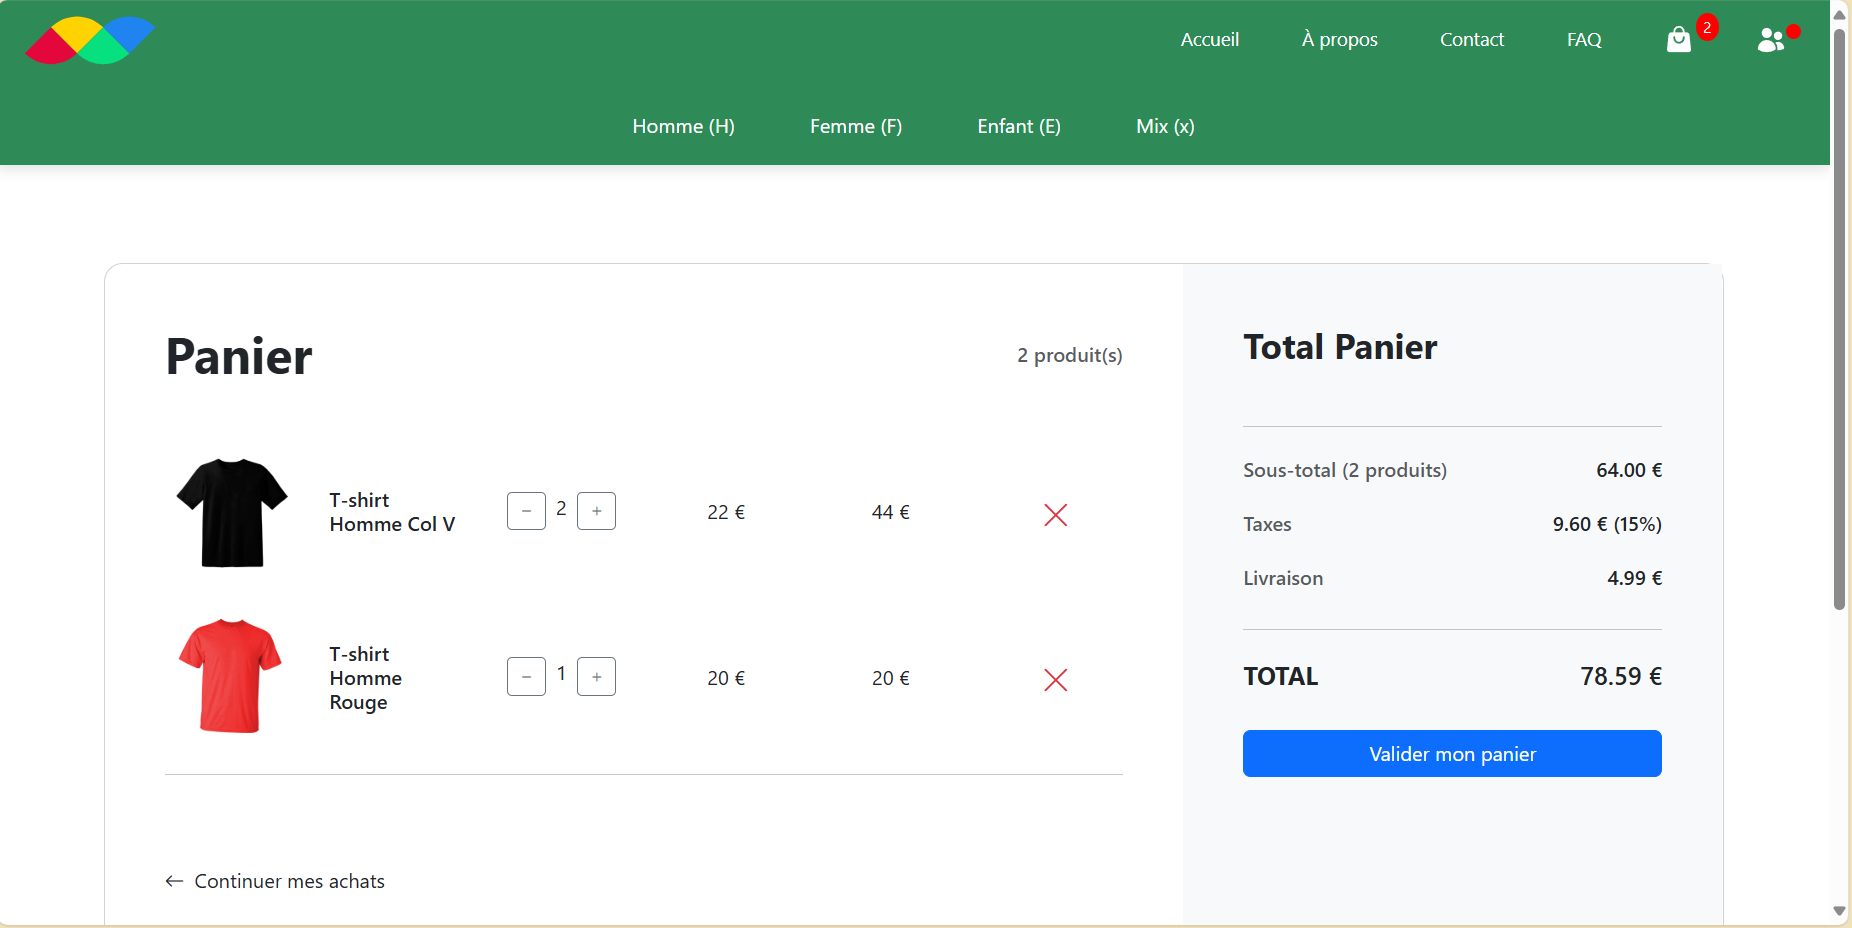 Accueil
À propos
Contact
FAQ
2
Homme (H)
Femme (F)
Enfant (E)
Mix (x)
Panier
2 produit(s)
T-shirt
Homme Col V
− 2 +
22 €
44 €
T-shirt
Homme
Rouge
− 1 +
20 €
20 €
← Continuer mes achats
Total Panier
Sous-total (2 produits) 64.00 €
Taxes 9.60 € (15%)
Livraison 4.99 €
TOTAL 78.59 €
Valider mon panier